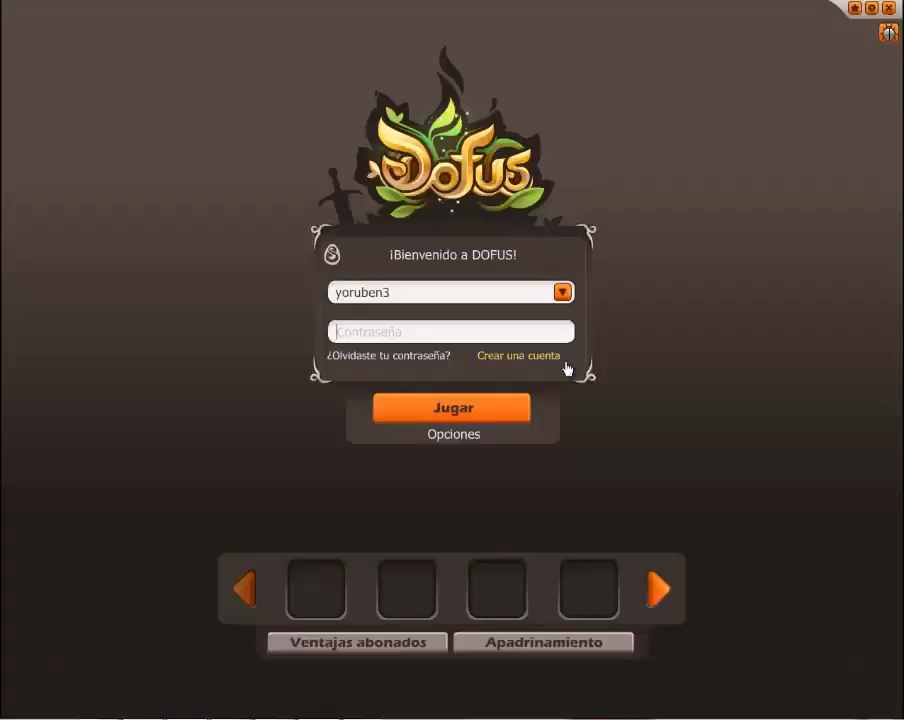 Dofus
¡Bienvenido a DOFUS!
yoruben3
Contraseña
¿Olvidaste tu contraseña? Crear una cuenta
Jugar
Opciones
Ventajas abonados Apadrinamiento